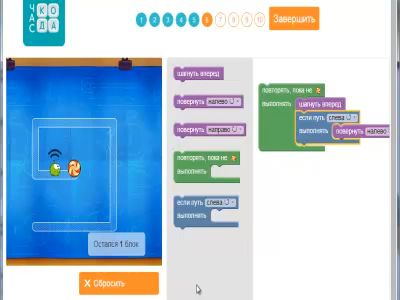 ЧАС КОДА
1 2 3 4 5 6 7 8 9 10
Завершить
шагнуть вперед
повернуть налево
повернуть направо
повторять, пока не
выполнять
если путь слева
выполнять
повторять, пока не
выполнять
шагнуть вперед
если путь слева
выполнять
повернуть налево
Остался 1 блок
X Сбросить